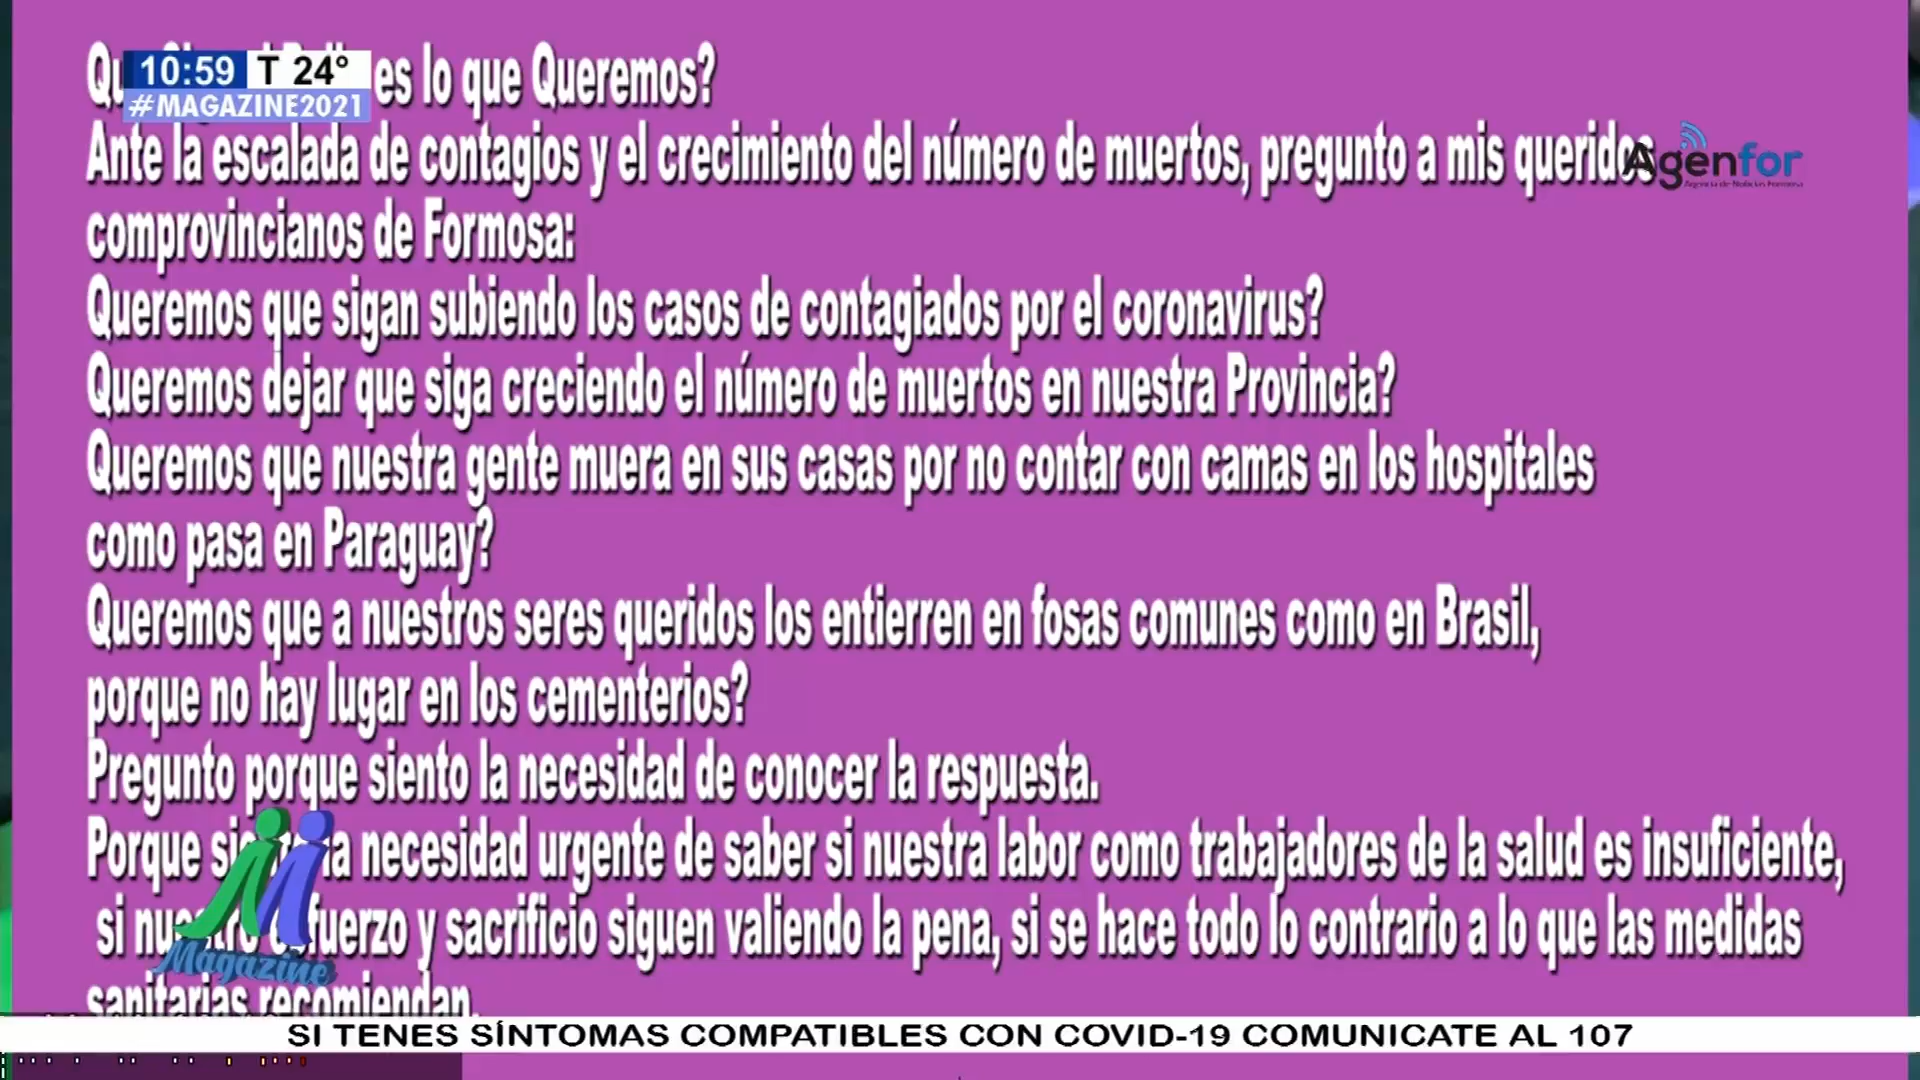 10:59 T 24°
#MAGAZINE2021
es lo que Queremos?
Ante la escalada de contagios y el crecimiento del número de muertos, pregunto a mis queridos
Agenfor
Agencia de Noticias Formosa
comprovincianos de Formosa:
Queremos que sigan subiendo los casos de contagiados por el coronavirus?
Queremos dejar que siga creciendo el número de muertos en nuestra Provincia?
Queremos que nuestra gente muera en sus casas por no contar con camas en los hospitales
como pasa en Paraguay?
Queremos que a nuestros seres queridos los entierren en fosas comunes como en Brasil,
porque no hay lugar en los cementerios?
Pregunto porque siento la necesidad de conocer la respuesta.
Porque la necesidad urgente de saber si nuestra labor como trabajadores de la salud es insuficiente,
si nuestro esfuerzo y sacrificio siguen valiendo la pena, si se hace todo lo contrario a lo que las medidas
Magazine
sanitarias recomiendan.
SI TENES SÍNTOMAS COMPATIBLES CON COVID-19 COMUNICATE AL 107